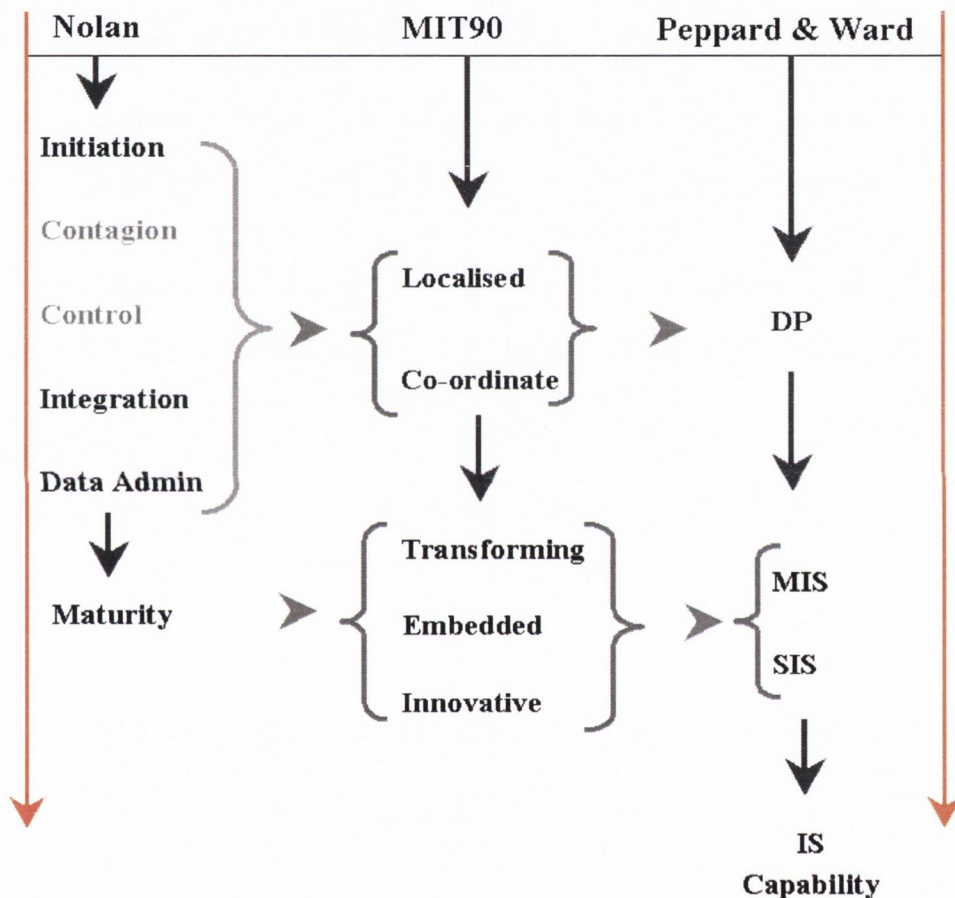 Nolan
MIT90
Peppard & Ward
Initiation
Contagion
Control
Integration
Data Admin
Maturity
Localised
Co-ordinate
Transforming
Embedded
Innovative
DP
MIS
SIS
IS
Capability